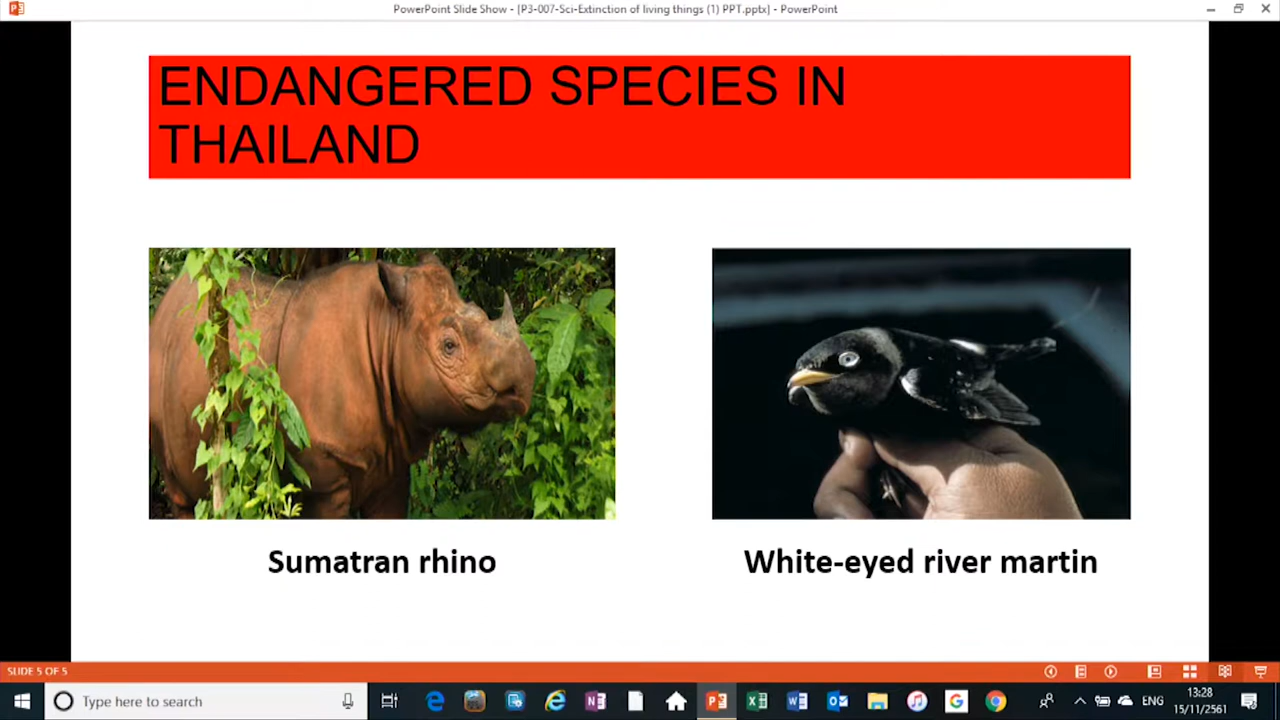 PowerPoint Slide Show - [P3-007-Sci-Extinction of living things (1) PPT.pptx] - PowerPoint
ENDANGERED SPECIES IN
THAILAND
Sumatran rhino
White-eyed river martin
SLIDE 5 OF 5
Type here to search
ENG
13:28
15/11/2561